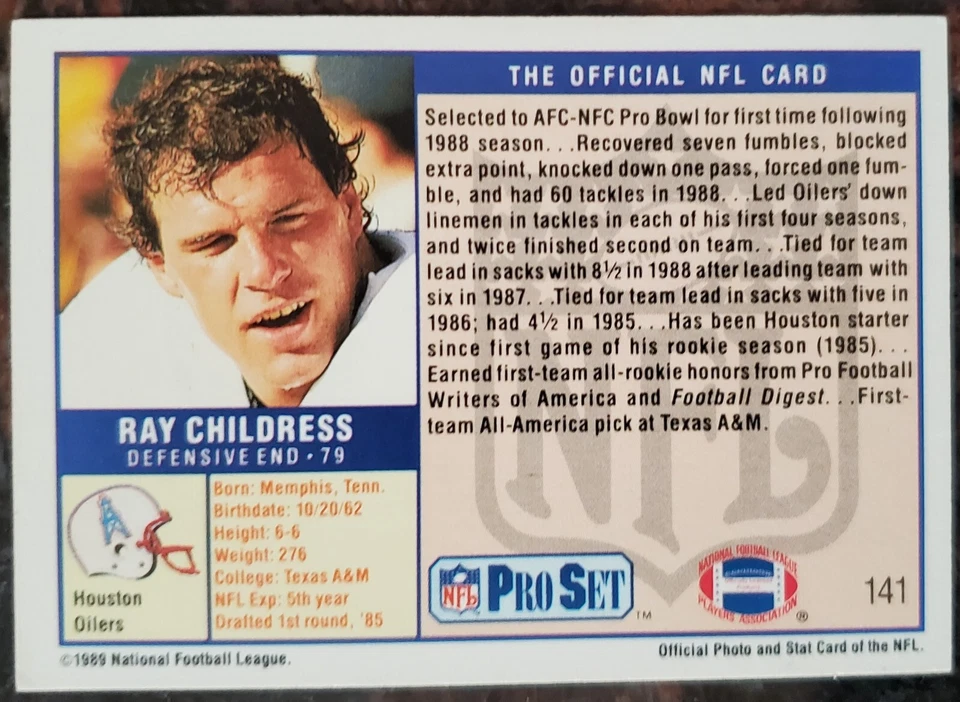 THE OFFICIAL NFL CARD
Selected to AFC-NFC Pro Bowl for first time following
1988 season. . .Recovered seven fumbles, blocked
extra point, knocked down one pass, forced one fum-
ble, and had 60 tackles in 1988. . .Led Oilers' down
linemen in tackles in each of his first four seasons,
and twice finished second on team. . .Tied for team
lead in sacks with 8½ in 1988 after leading team with
six in 1987. . .Tied for team lead in sacks with five in
1986; had 4½ in 1985. . .Has been Houston starter
since first game of his rookie season (1985). . .
Earned first-team all-rookie honors from Pro Football
Writers of America and Football Digest. . .First-
team All-America pick at Texas A&M.
NFL
RAY CHILDRESS
DEFENSIVE END • 79
Houston
Oilers
Born: Memphis, Tenn.
Birthdate: 10/20/62
Height: 6-6
Weight: 276
College: Texas A&M
NFL Exp: 5th year
Drafted 1st round, '85
NFL PRO SET ™
NATIONAL FOOTBALL LEAGUE
PLAYERS ASSOCIATION ®
141
©1989 National Football League.
Official Photo and Stat Card of the NFL.